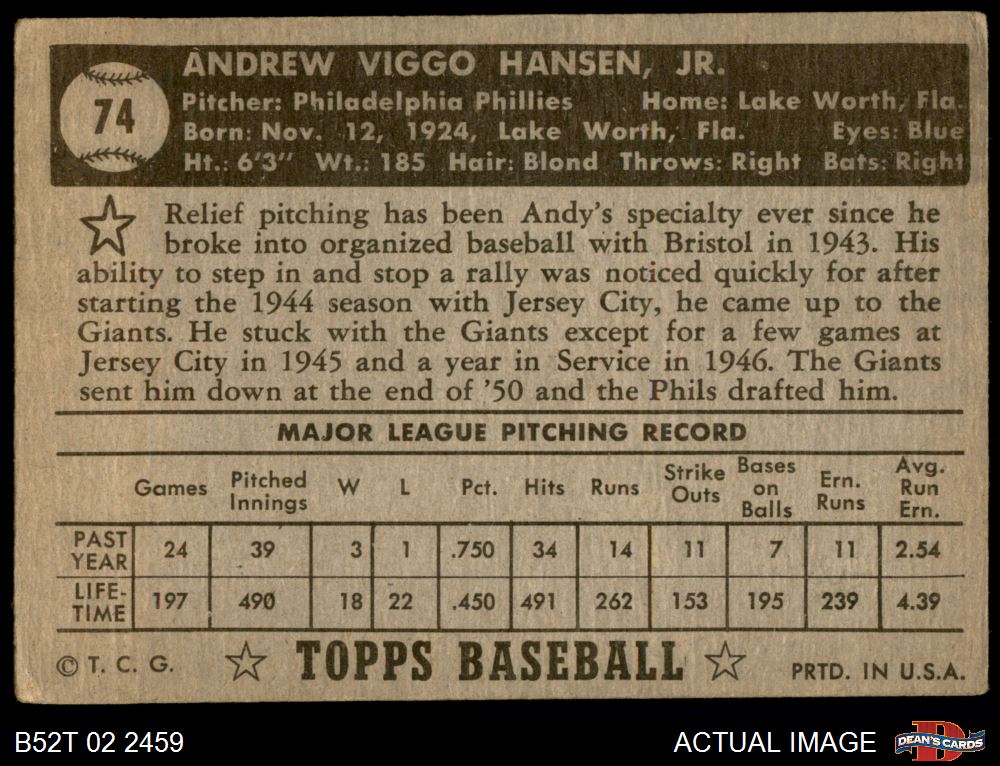 ANDREW VIGGO HANSEN, JR.
74
Pitcher: Philadelphia Phillies Home: Lake Worth, Fla.
Born: Nov. 12, 1924, Lake Worth, Fla. Eyes: Blue
Ht.: 6'3" Wt.: 185 Hair: Blond Throws: Right Bats: Right
Relief pitching has been Andy's specialty ever since he
broke into organized baseball with Bristol in 1943. His
ability to step in and stop a rally was noticed quickly for after
starting the 1944 season with Jersey City, he came up to the
Giants. He stuck with the Giants except for a few games at
Jersey City in 1945 and a year in Service in 1946. The Giants
sent him down at the end of '50 and the Phils drafted him.
MAJOR LEAGUE PITCHING RECORD
Games Pitched Innings W L Pct. Hits Runs Strike Outs Bases on Balls Ern. Runs Avg. Run Ern.
PAST YEAR 24 39 3 1 .750 34 14 11 7 11 2.54
LIFE-TIME 197 490 18 22 .450 491 262 153 195 239 4.39
© T. C. G. TOPPS BASEBALL PRTD. IN U.S.A.
B52T 02 2459 ACTUAL IMAGE DEAN'S CARDS